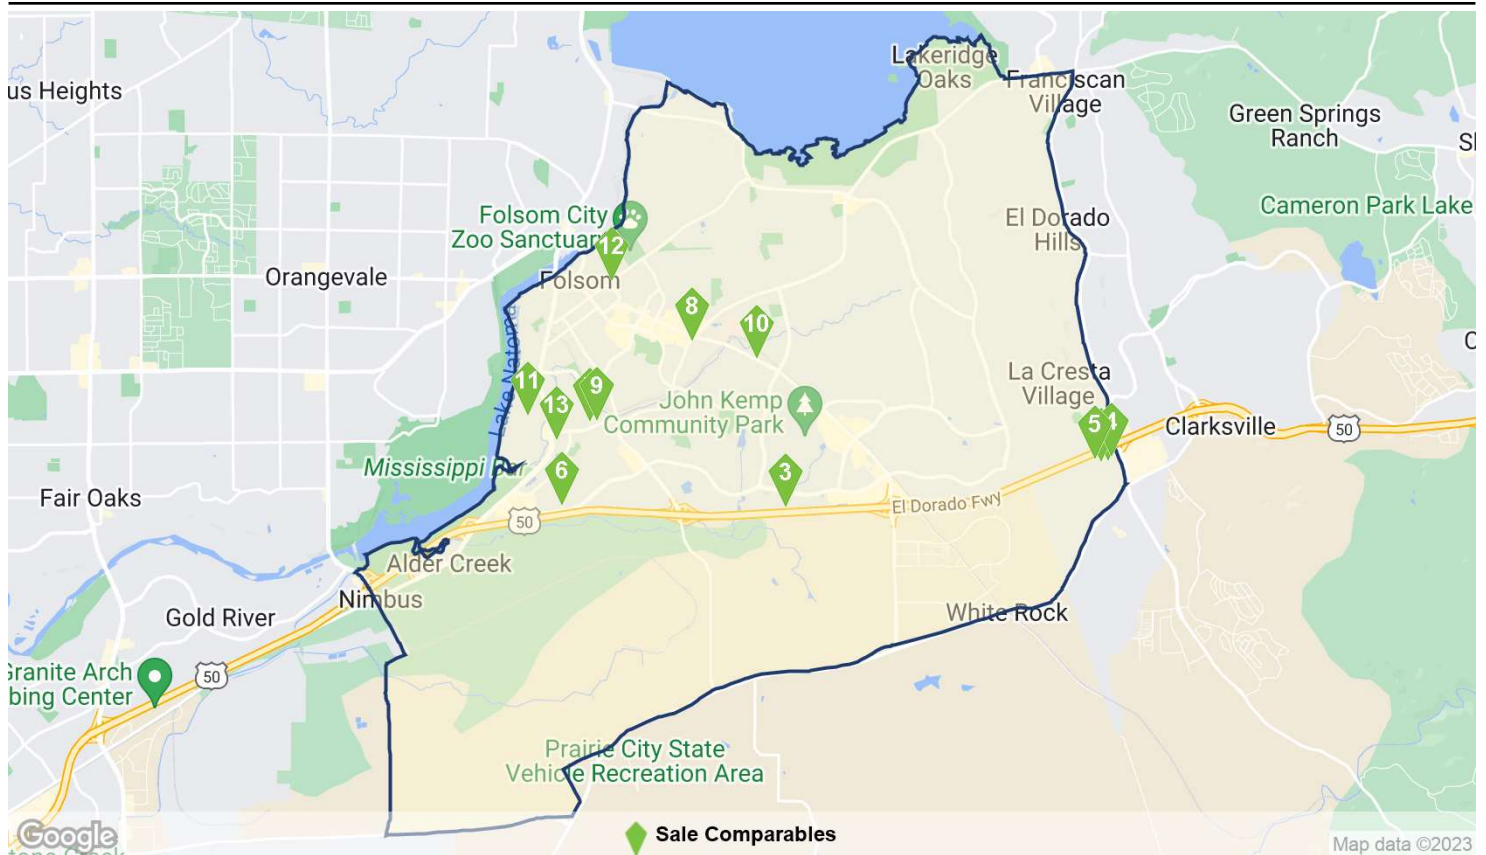 Lakeridge
Oaks
Franciscan
Village
us Heights
Green Springs
Ranch
Folsom City
Zoo Sanctuary
El Dorado
Hills
Cameron Park Lake
12
Orangevale
Folsom
8
10
Lake Natoma
11
9
13
John Kemp
Community Park
La Cresta
Village
5
4
Clarksville
50
Mississippi Bar
6
3
Fair Oaks
El Dorado Fwy
50
Alder Creek
Nimbus
Gold River
White Rock
Granite Arch
bing Center
50
Prairie City State
Vehicle Recreation Area
Google
Sale Comparables
Map data ©2023